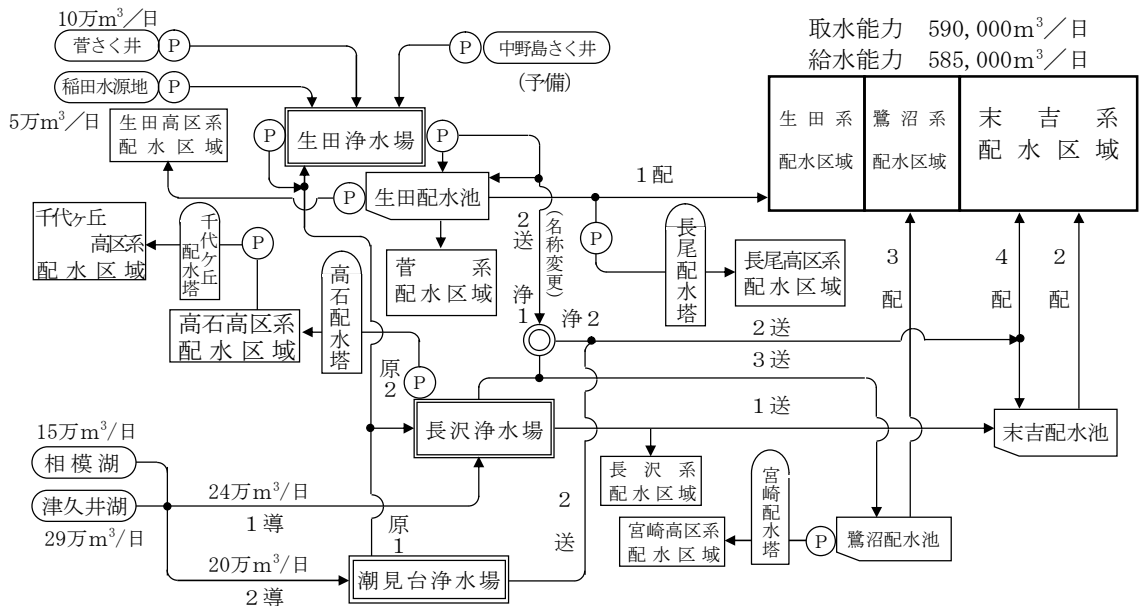 10万m³/日
菅さく井
P
P
中野島さく井
(予備)
取水能力 590,000m³/日
給水能力 585,000m³/日
稲田水源地
P
5万m³/日
生田高区系
配水区域
P
生田浄水場
P
生田系
配水区域
鷺沼系
配水区域
末吉系
配水区域
P
生田配水池
1配
千代ヶ丘
高区系
配水区域
千代ケ丘
配水塔
P
菅系
配水区域
2送
(名称変更)
P
長尾配水塔
長尾高区系
配水区域
3配
4配
2配
高石高区系
配水区域
高石配水塔
原2
P
浄1
浄2
2送
3送
長沢浄水場
1送
末吉配水池
15万m³/日
相模湖
津久井湖
29万m³/日
24万m³/日
1導
原1
2送
長沢系
配水区域
宮崎高区系
配水区域
宮崎配水塔
P
鷺沼配水池
20万m³/日
2導
潮見台浄水場